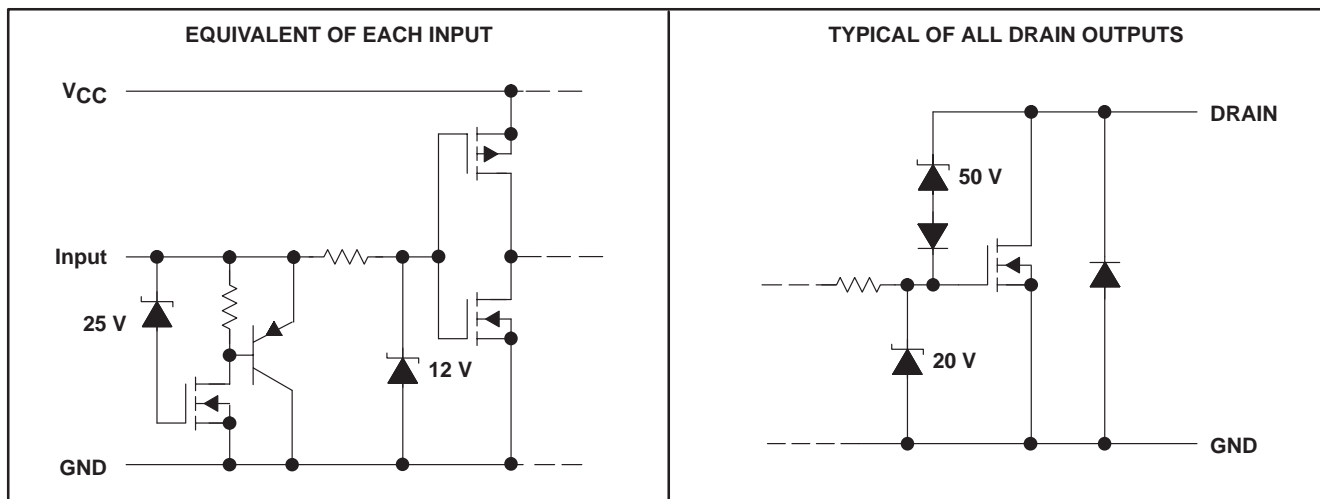 EQUIVALENT OF EACH INPUT
VCC
Input
25 V
12 V
GND
TYPICAL OF ALL DRAIN OUTPUTS
DRAIN
50 V
20 V
GND